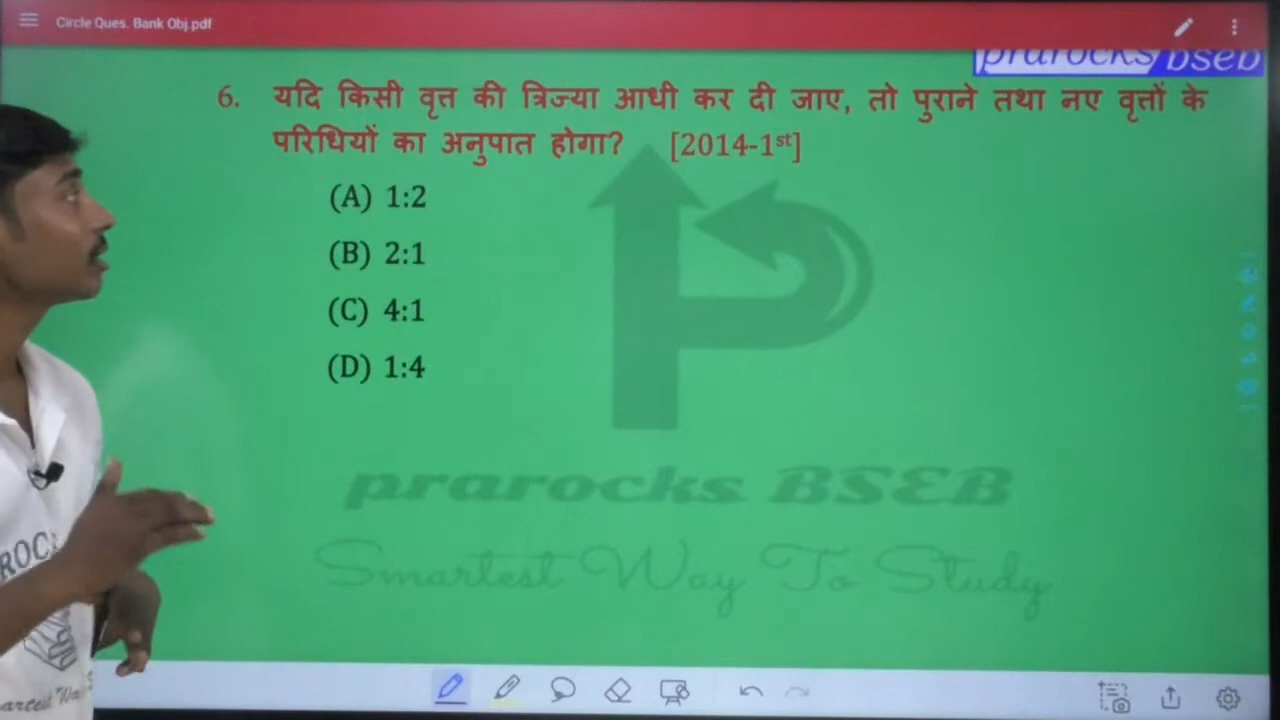 Circle Ques. Bank Obj.pdf
prarocks bseb
6. यदि किसी वृत्त की त्रिज्या आधी कर दी जाए, तो पुराने तथा नए वृत्तों के
परिधियों का अनुपात होगा? [2014-1st]
(A) 1:2
(B) 2:1
(C) 4:1
(D) 1:4
prarocks BSEB
Smartest Way To Study